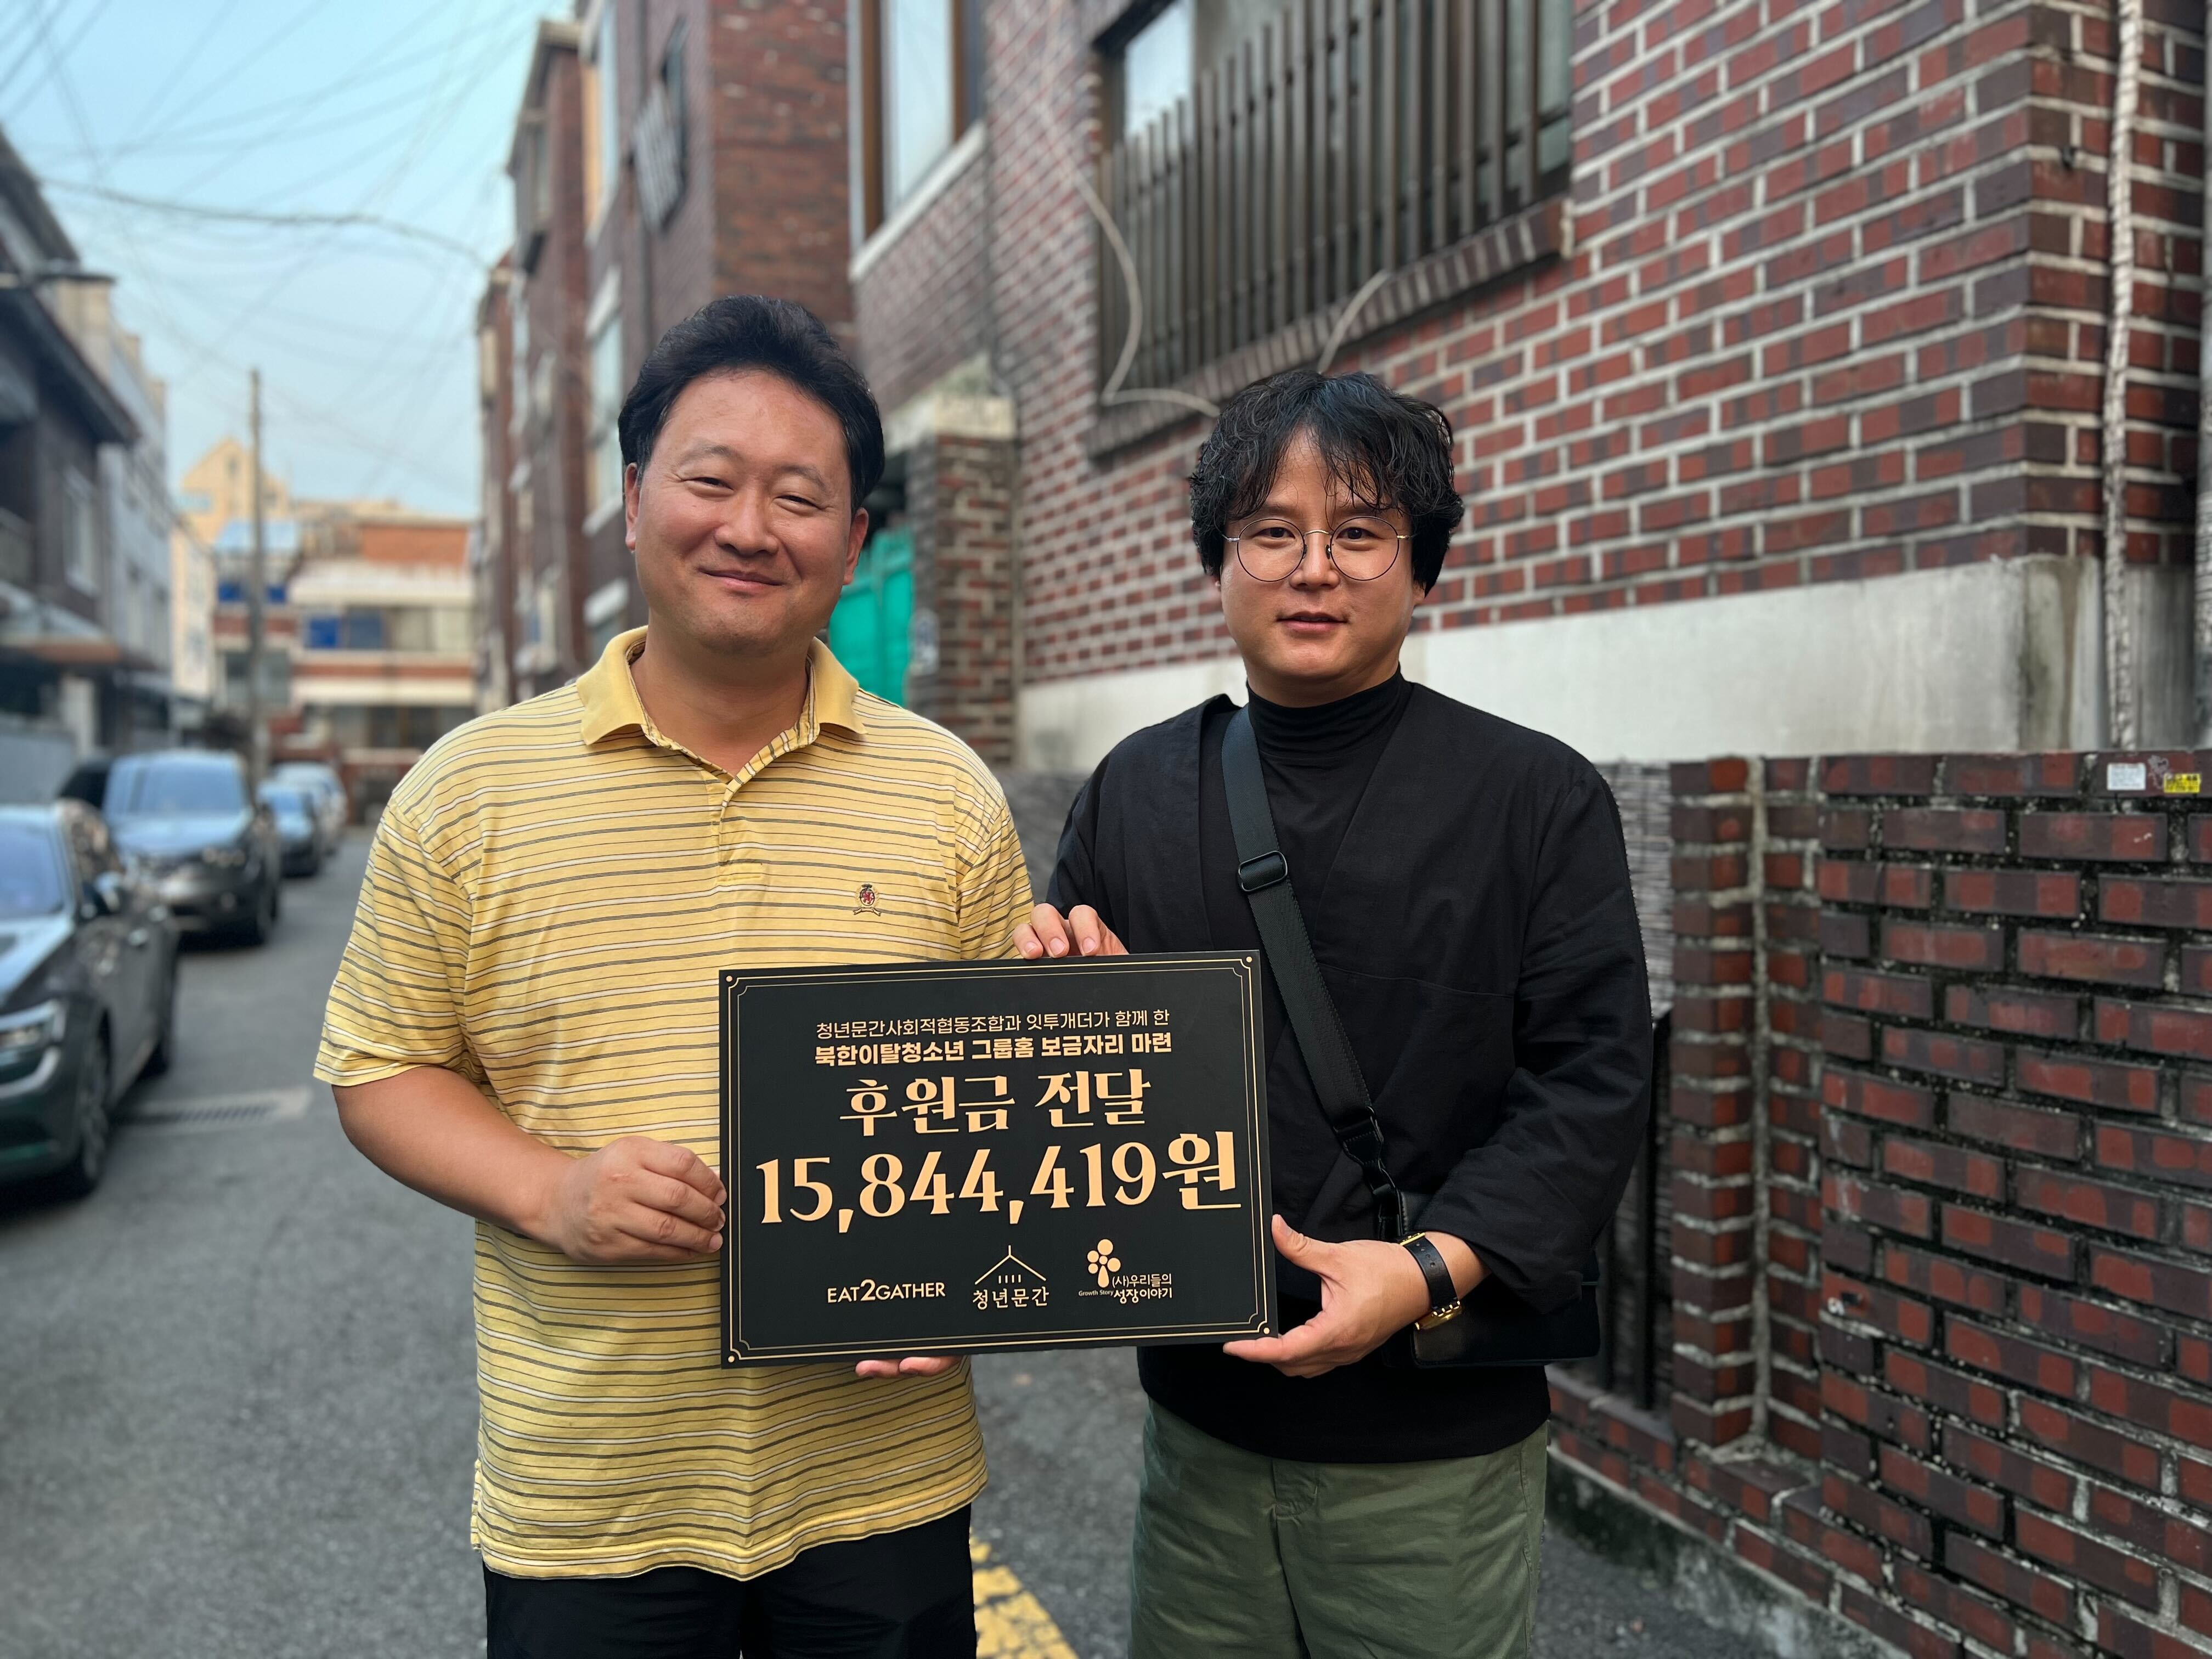 청년문간사회적협동조합과 잇투개더가 함께 한
북한이탈청소년 그룹홈 보금자리 마련
후원금 전달
15,844,419원
EAT2GATHER
청년문간
(사)우리들의
Growth Story 성장이야기